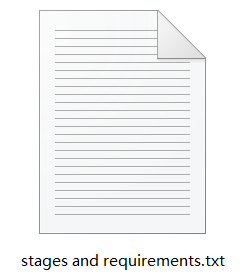 stages and requirements.txt